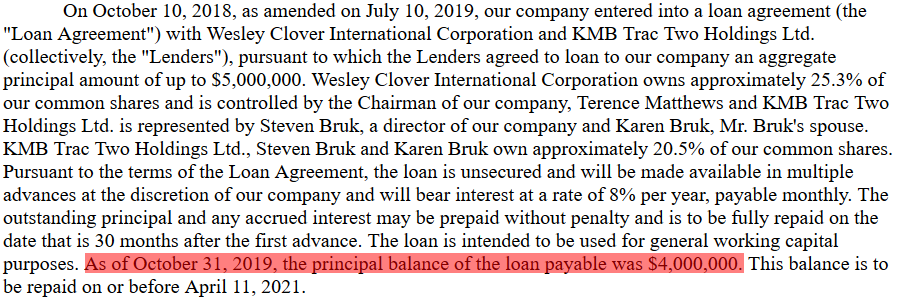 On October 10, 2018, as amended on July 10, 2019, our company entered into a loan agreement (the
"Loan Agreement") with Wesley Clover International Corporation and KMB Trac Two Holdings Ltd.
(collectively, the "Lenders"), pursuant to which the Lenders agreed to loan to our company an aggregate
principal amount of up to $5,000,000. Wesley Clover International Corporation owns approximately 25.3% of
our common shares and is controlled by the Chairman of our company, Terence Matthews and KMB Trac Two
Holdings Ltd. is represented by Steven Bruk, a director of our company and Karen Bruk, Mr. Bruk's spouse.
KMB Trac Two Holdings Ltd., Steven Bruk and Karen Bruk own approximately 20.5% of our common shares.
Pursuant to the terms of the Loan Agreement, the loan is unsecured and will be made available in multiple
advances at the discretion of our company and will bear interest at a rate of 8% per year, payable monthly. The
outstanding principal and any accrued interest may be prepaid without penalty and is to be fully repaid on the
date that is 30 months after the first advance. The loan is intended to be used for general working capital
purposes. As of October 31, 2019, the principal balance of the loan payable was $4,000,000. This balance is to
be repaid on or before April 11, 2021.